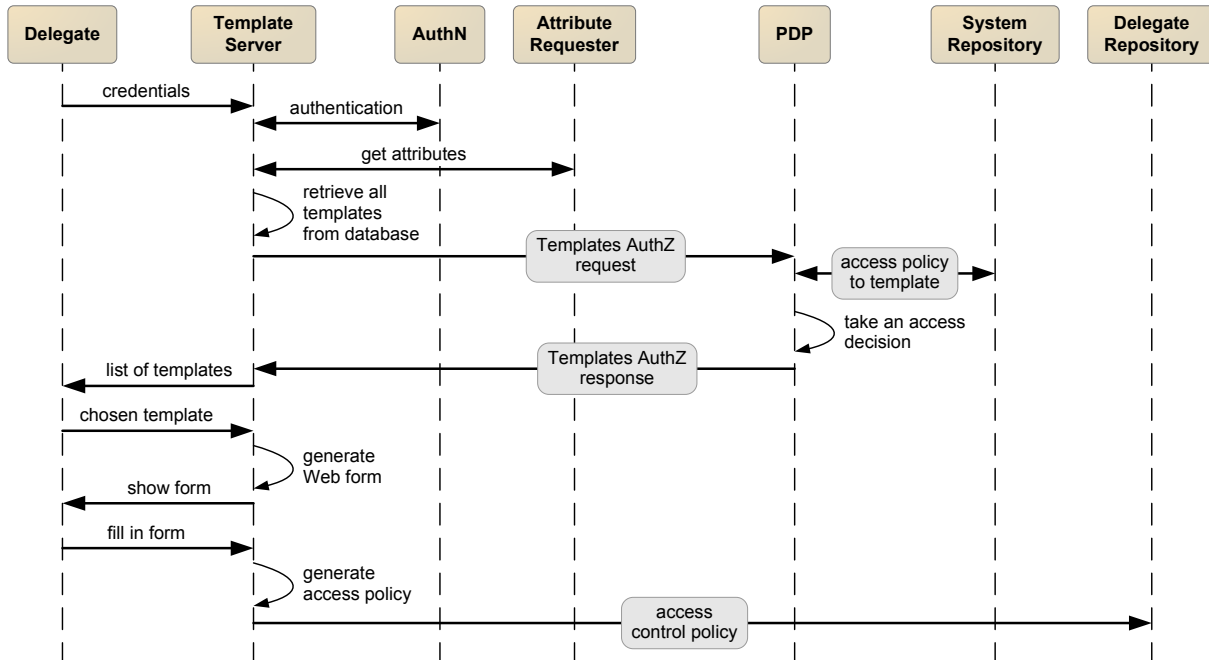 Delegate
Template
Server
AuthN
Attribute
Requester
PDP
System
Repository
Delegate
Repository
credentials
authentication
get attributes
retrieve all
templates
from database
Templates AuthZ
request
access policy
to template
take an access
decision
Templates AuthZ
response
list of templates
chosen template
generate
Web form
show form
fill in form
generate
access policy
access
control policy